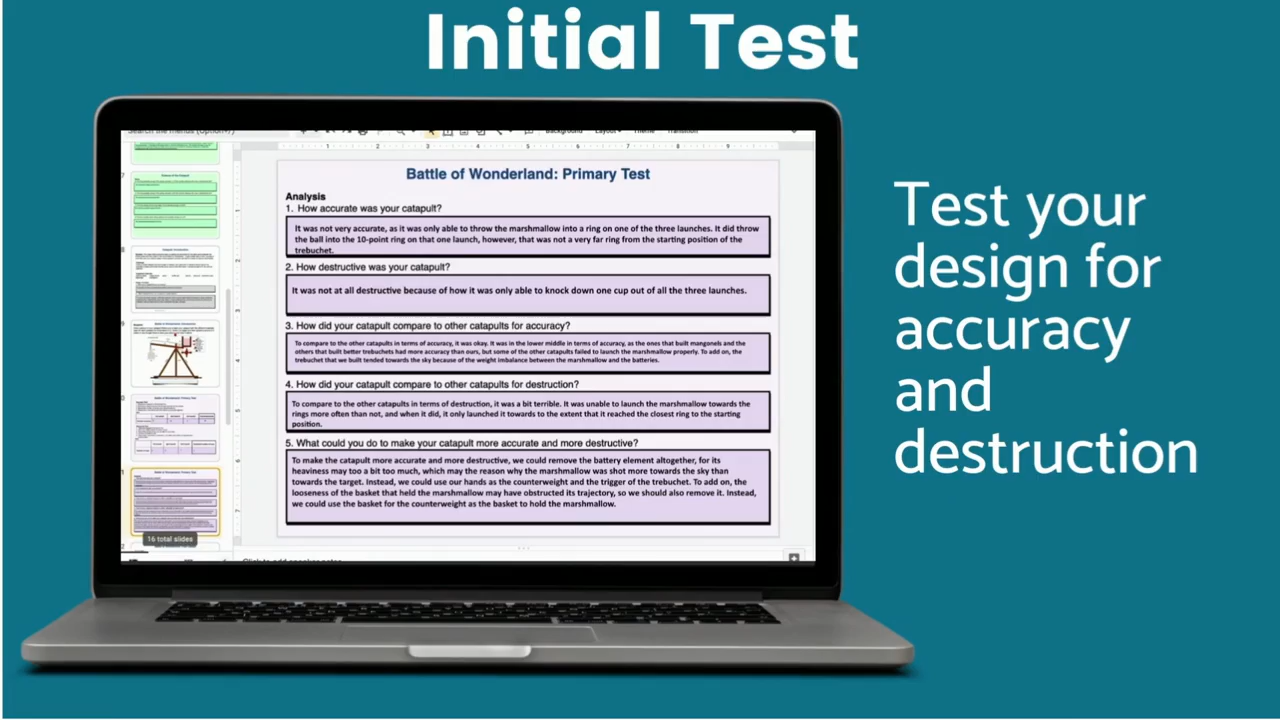 Initial Test
Background Layout Theme Transition
1 2 3 4 5 6 7 8 9
Battle of Wonderland: Primary Test
Analysis
1. How accurate was your catapult?
It was not very accurate, as it was only able to throw the marshmallow into a ring on one of the three launches. It did throw
the ball into the 10-point ring on that one launch, however, that was not a very far ring from the starting position of the
trebuchet.
2. How destructive was your catapult?
It was not at all destructive because of how it was only able to knock down one cup out of all the three launches.
3. How did your catapult compare to other catapults for accuracy?
To compare to the other catapults in terms of accuracy, it was okay. It was in the lower middle in terms of accuracy, as the ones that built mangonels and the
others that built better trebuchets had more accuracy than ours, but some of the other catapults failed to launch the marshmallow properly. To add on, the
trebuchet that we built tended towards the sky because of the weight imbalance between the marshmallow and the batteries.
4. How did your catapult compare to other catapults for destruction?
To compare to the other catapults in terms of destruction, it was a bit terrible. It was unable to launch the marshmallow towards the
rings more often than not, and when it did, it only launched it towards to the extent that it reached the closest ring to the starting
position.
5. What could you do to make your catapult more accurate and more destructive?
To make the catapult more accurate and more destructive, we could remove the battery element altogether, for its
heaviness may too a bit too much, which may the reason why the marshmallow was shot more towards the sky than
towards the target. Instead, we could use our hands as the counterweight and the trigger of the trebuchet. To add on, the
looseness of the basket that held the marshmallow may have obstructed its trajectory, so we should also remove it. Instead,
we could use the basket for the counterweight as the basket to hold the marshmallow.
16 total slides
Test your
design for
accuracy
and
destruction